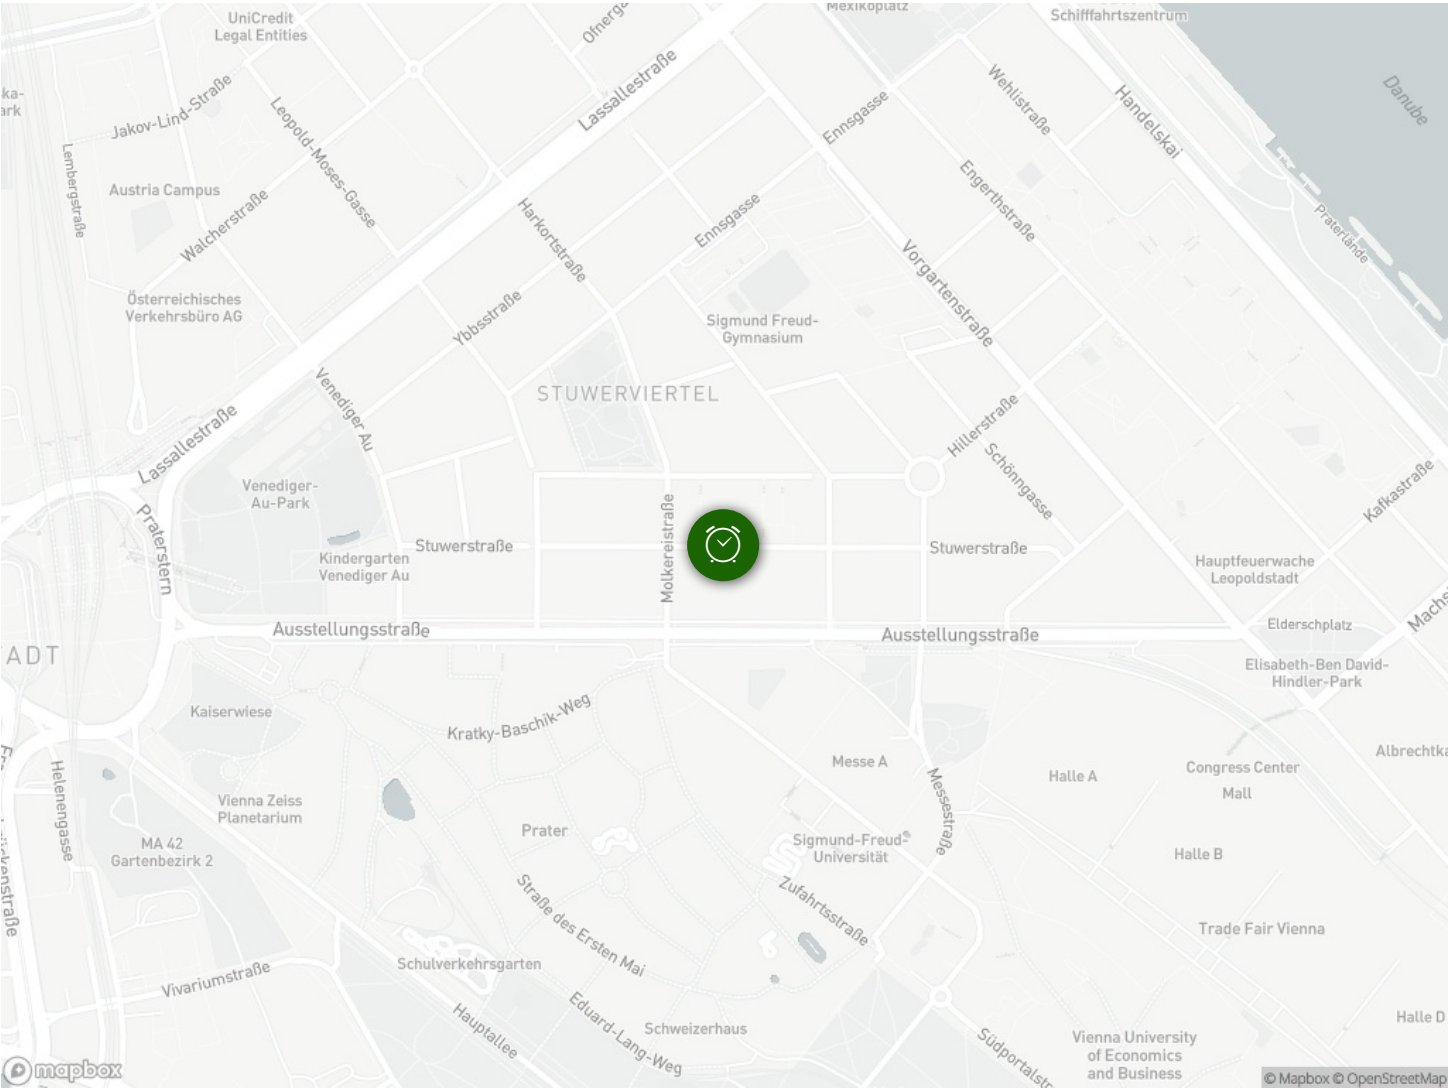 Mexikoplatz
Schifffahrtszentrum
UniCredit
Legal Entities
Lassallestraße
Ennsgasse
Wehlistraße
Handelskai
Danube
ka-
ark
Jakov-Lind-Straße
Leopold-Moses-Gasse
Lembergstraße
Austria Campus
Walcherstraße
Harkortstraße
Ennsgasse
Engerthstraße
Praterlände
Vorgartenstraße
Österreichisches
Verkehrsbüro AG
Ybbsstraße
Sigmund Freud-
Gymnasium
STUWERVIERTEL
Venediger Au
Lassallestraße
Hillerstraße
Schönngasse
Kafkastraße
Venediger-
Au-Park
Praterstern
Molkereistraße
Stuwerstraße
Stuwerstraße
Kindergarten
Venediger Au
Hauptfeuerwache
Leopoldstadt
Ausstellungsstraße
Ausstellungsstraße
Elderschplatz
Machs
ADT
Elisabeth-Ben David-
Hindler-Park
Kaiserwiese
Kratky-Baschik-Weg
Albrechtka
Messe A
Halle A
Congress Center
Mall
Messestraße
Helenengasse
Vienna Zeiss
Planetarium
Prater
MA 42
Gartenbezirk 2
Sigmund-Freud-
Universität
Halle B
Zufahrtsstraße
Straße des Ersten Mai
Trade Fair Vienna
Schulverkehrsgarten
Vivariumstraße
Hauptallee
Eduard-Lang-Weg
Schweizerhaus
Halle D
Südportalstr
Vienna University
of Economics
and Business
mapbox
© Mapbox © OpenStreetMap